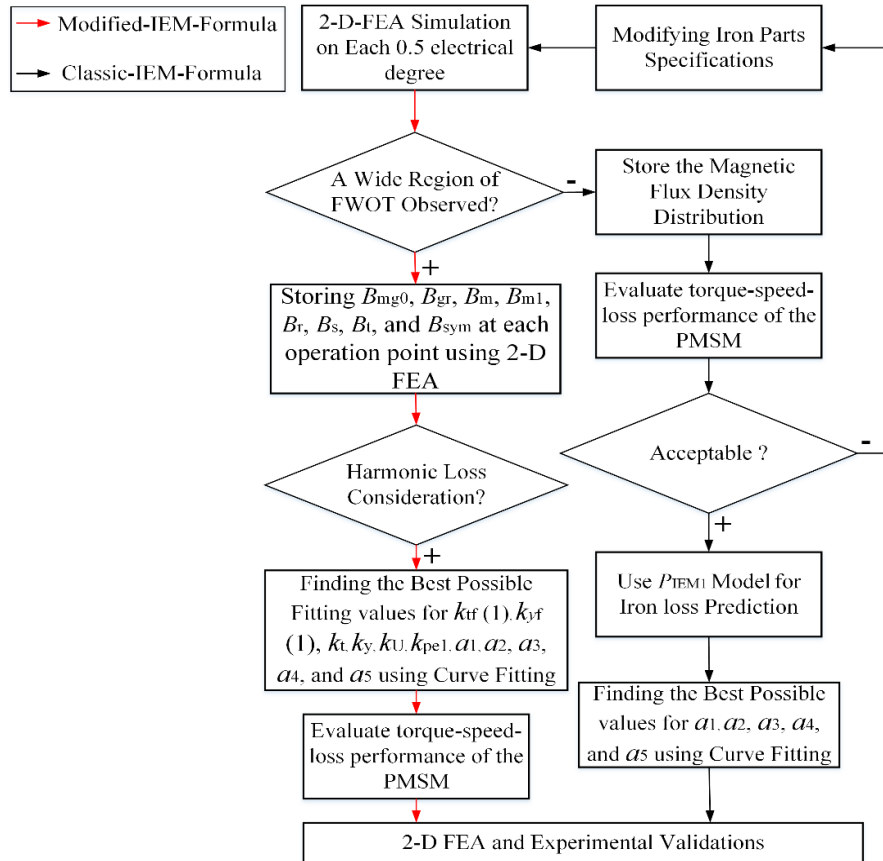 Modified-IEM-Formula
Classic-IEM-Formula
2-D-FEA Simulation
on Each 0.5 electrical
degree
Modifying Iron Parts
Specifications
A Wide Region of
FWOT Observed?
-
+
Store the Magnetic
Flux Density
Distribution
Storing Bmg0, Bgr, Bm, Bm1,
Br, Bs, Bt, and Bsym at each
operation point using 2-D
FEA
Evaluate torque-speed-
loss performance of the
PMSM
Harmonic Loss
Consideration?
+
Acceptable ?
-
+
Finding the Best Possible
Fitting values for ktf (1), kyf
(1), kt, ky, kU, kpe1, a1, a2, a3,
a4, and a5 using Curve Fitting
Use PIEM1 Model for
Iron loss Prediction
Evaluate torque-speed-
loss performance of the
PMSM
Finding the Best Possible
values for a1, a2, a3, a4,
and a5 using Curve Fitting
2-D FEA and Experimental Validations